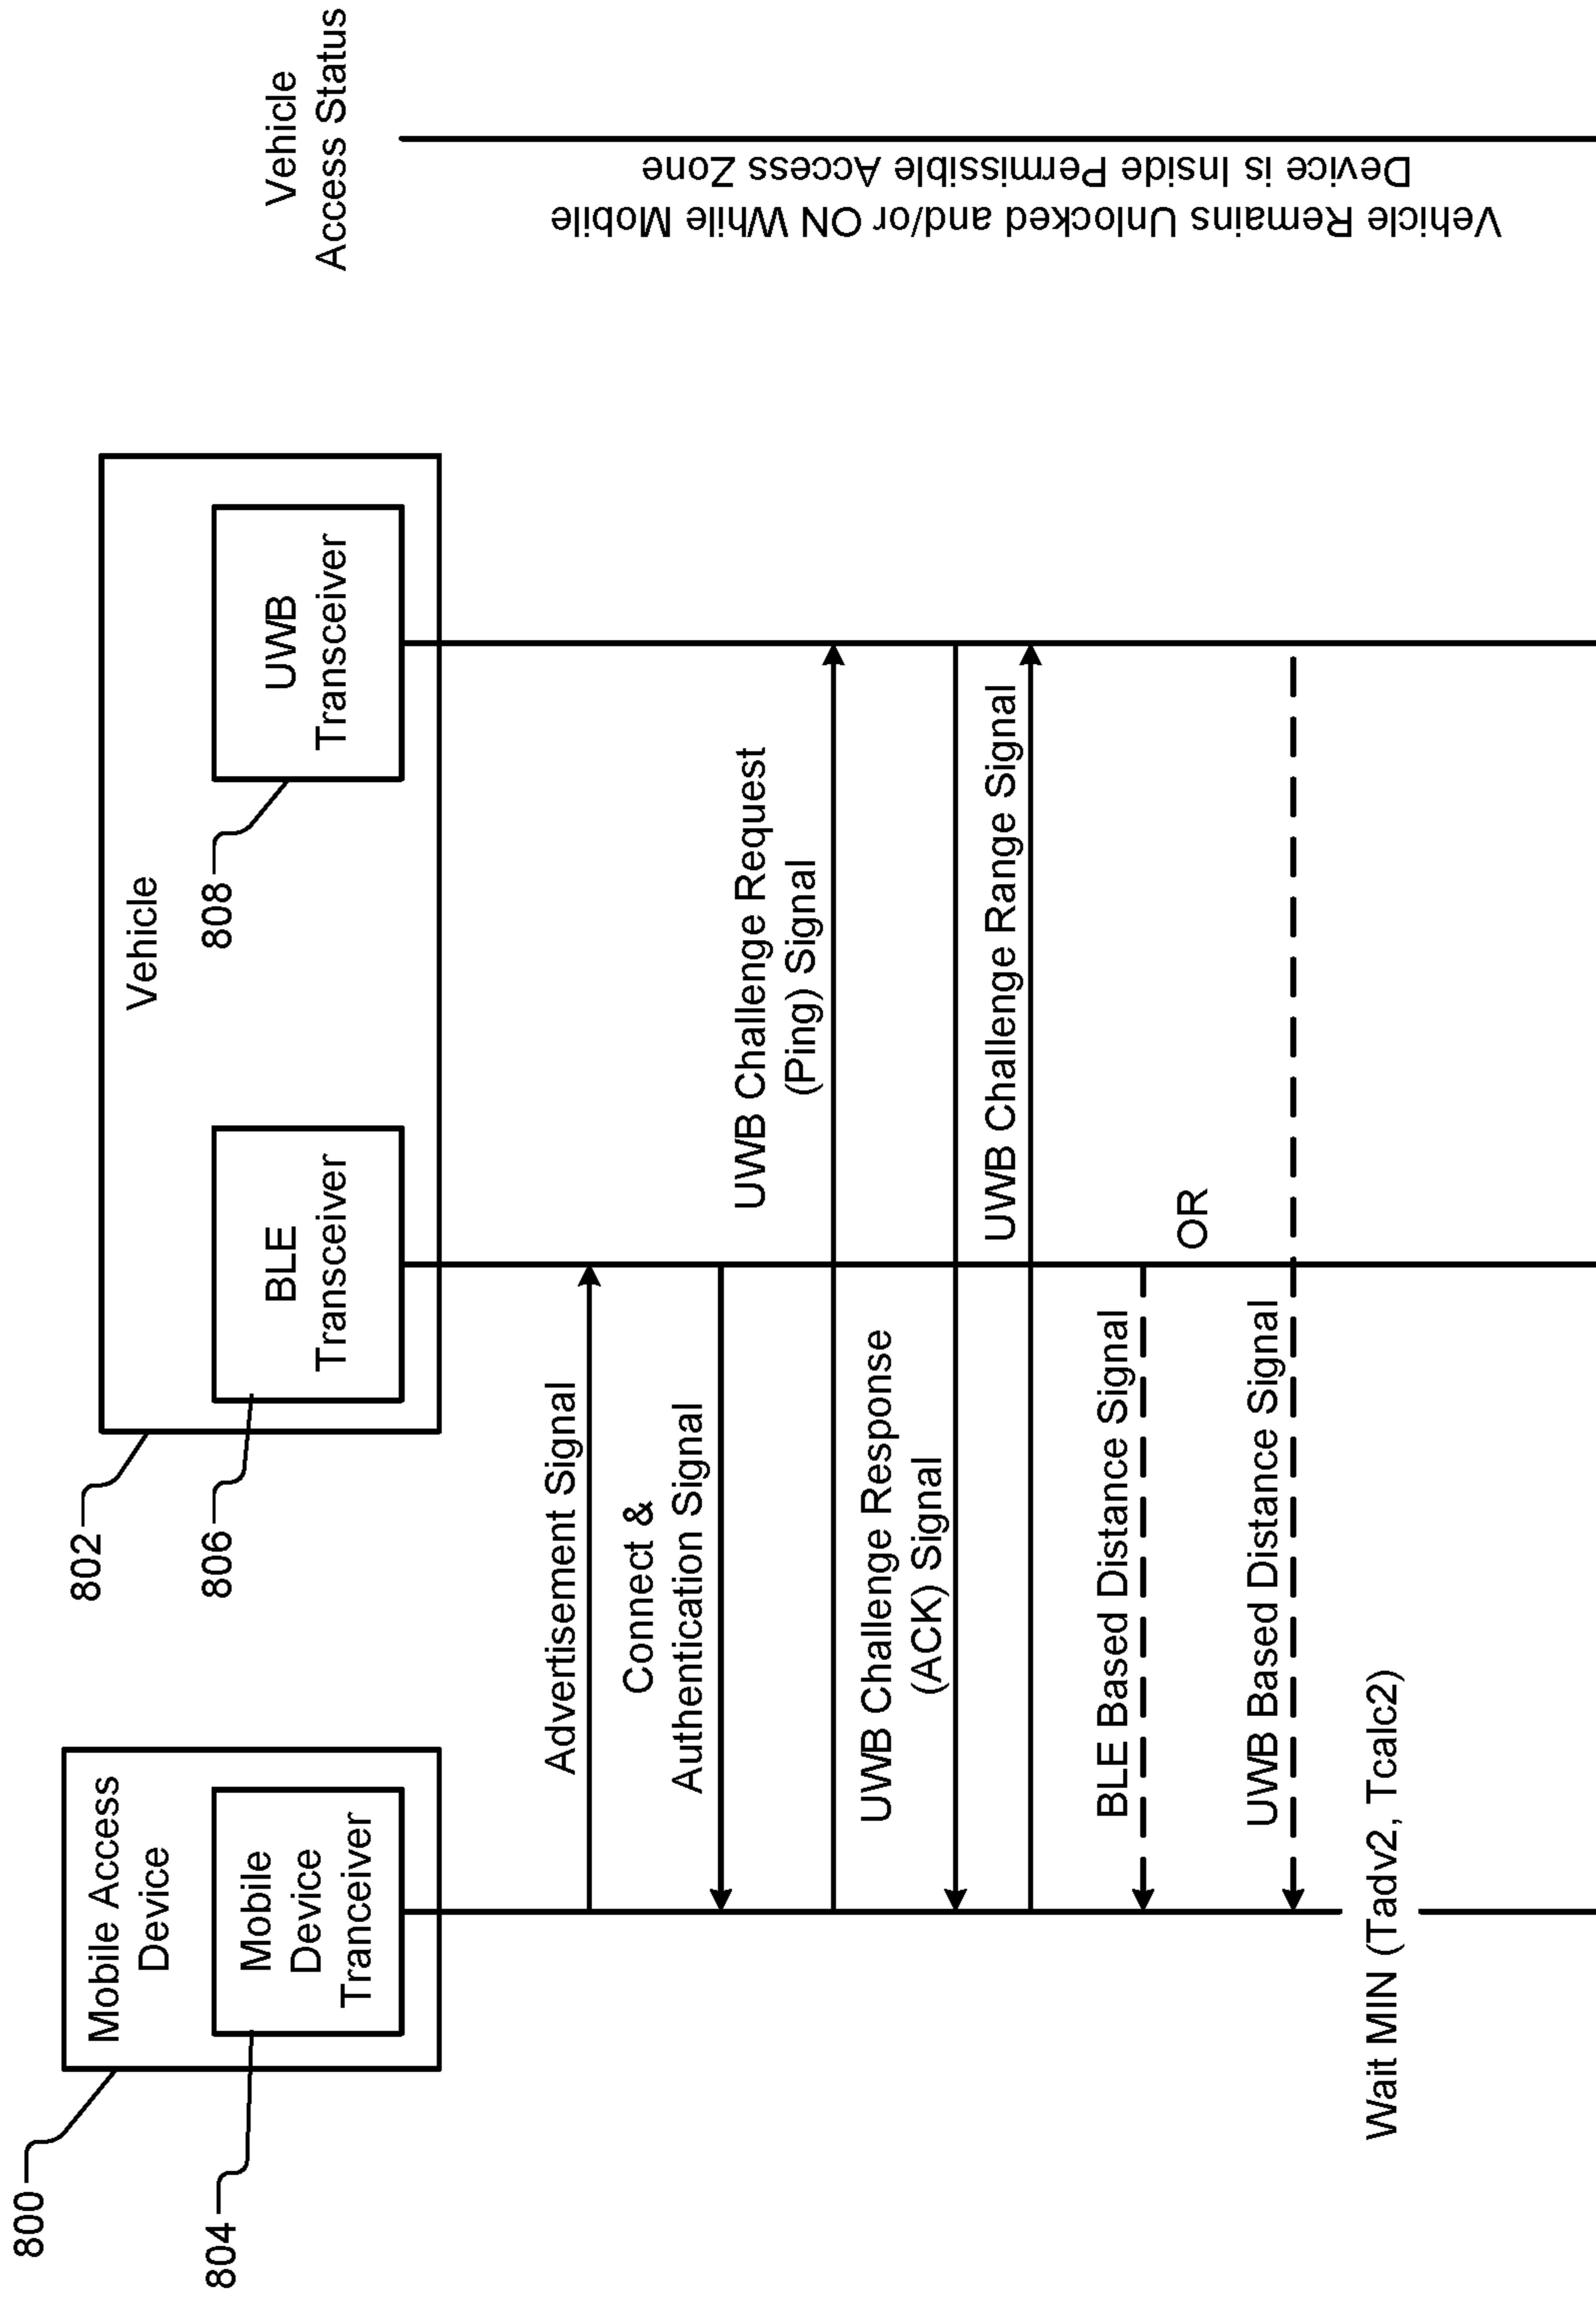 800
Mobile Access
Device
804
Mobile
Device
Tranceiver
802
Vehicle
806
BLE
Transceiver
808
UWB
Transceiver
Vehicle
Access Status
Advertisement Signal
Connect &
Authentication Signal
UWB Challenge Request
(Ping) Signal
UWB Challenge Response
(ACK) Signal
UWB Challenge Range Signal
BLE Based Distance Signal
OR
UWB Based Distance Signal
Wait MIN (Tadv2, Tcalc2)
Vehicle Remains Unlocked and/or ON While Mobile
Device is Inside Permissible Access Zone